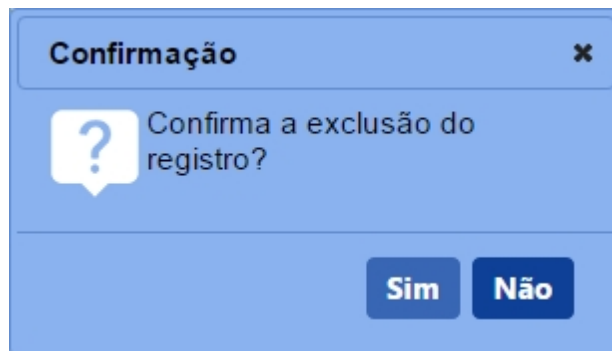 Confirmação
Confirma a exclusão do
registro?
Sim Não